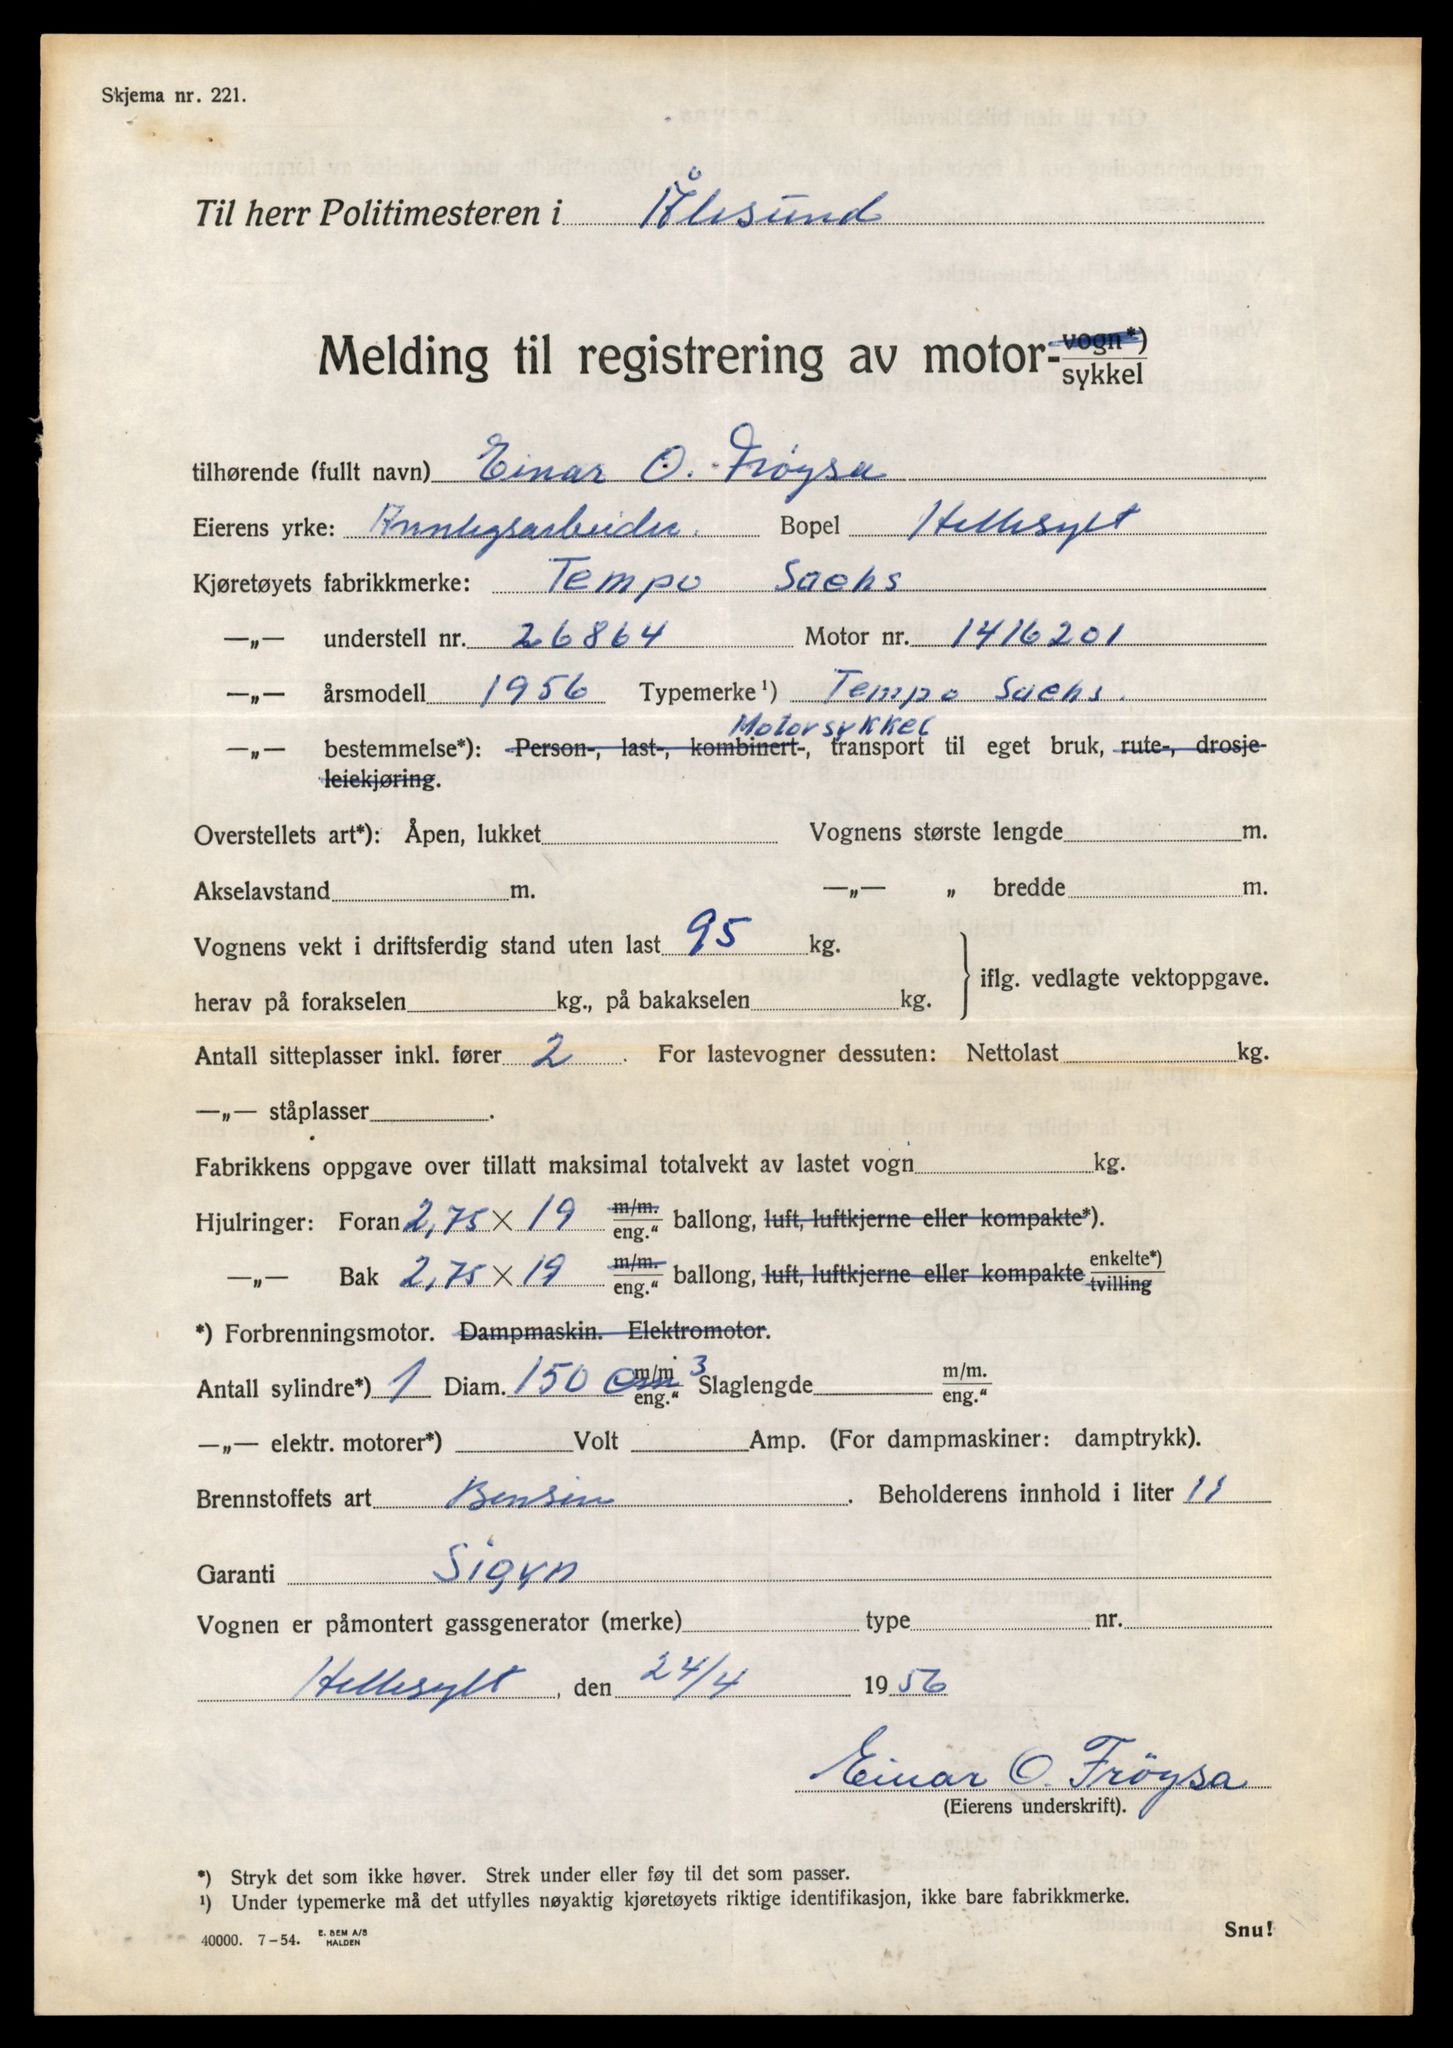 Skjema nr. 221.
Til herr Politimesteren i Ålesund
Melding til registrering av motor-vogn*) sykkel
tilhørende (fullt navn) Einar O. Frøysa
Eierens yrke: Annlegsarbeider. Bopel Hellesylt
Kjøretøyets fabrikkmerke: Tempo Sachs
—„— understell nr. 26864 Motor nr. 1416201
—„— årsmodell 1956 Typemerke¹) Tempo Sachs.
Motorsykkel
—„— bestemmelse*): Person-, last-, kombinert-, transport til eget bruk, rute-, drosje-
leiekjøring.
Overstellets art*): Åpen, lukket Vognens største lengde m.
Akselavstand m. —„— „ bredde m.
Vognens vekt i driftsferdig stand uten last 95 kg.
iflg. vedlagte vektoppgave.
herav på forakselen kg., på bakakselen kg.
Antall sitteplasser inkl. fører 2. For lastevogner dessuten: Nettolast kg.
—„— ståplasser.
Fabrikkens oppgave over tillatt maksimal totalvekt av lastet vogn kg.
Hjulringer: Foran 2,75 × 19 m/m. eng.“ ballong, luft, luftkjerne eller kompakte*).
—„— Bak 2,75 × 19 m/m. eng.“ ballong, luft, luftkjerne eller kompakte enkelte*) tvilling
*) Forbrenningsmotor. Dampmaskin. Elektromotor.
Antall sylindre*) 1 Diam. 150 cm³ m/m eng.“ Slaglengde m/m. eng.“
—„— elektr. motorer*) Volt Amp. (For dampmaskiner: damptrykk).
Brennstoffets art Bensin. Beholderens innhold i liter 11
Garanti Sigyn
Vognen er påmontert gassgenerator (merke) type nr.
Hellesylt, den 24/4 1956
Einar O. Fröysa
(Eierens underskrift).
*) Stryk det som ikke høver. Strek under eller føy til det som passer.
¹) Under typemerke må det utfylles nøyaktig kjøretøyets riktige identifikasjon, ikke bare fabrikkmerke.
Snu!
40000. 7-54. E. SEM A/S HALDEN